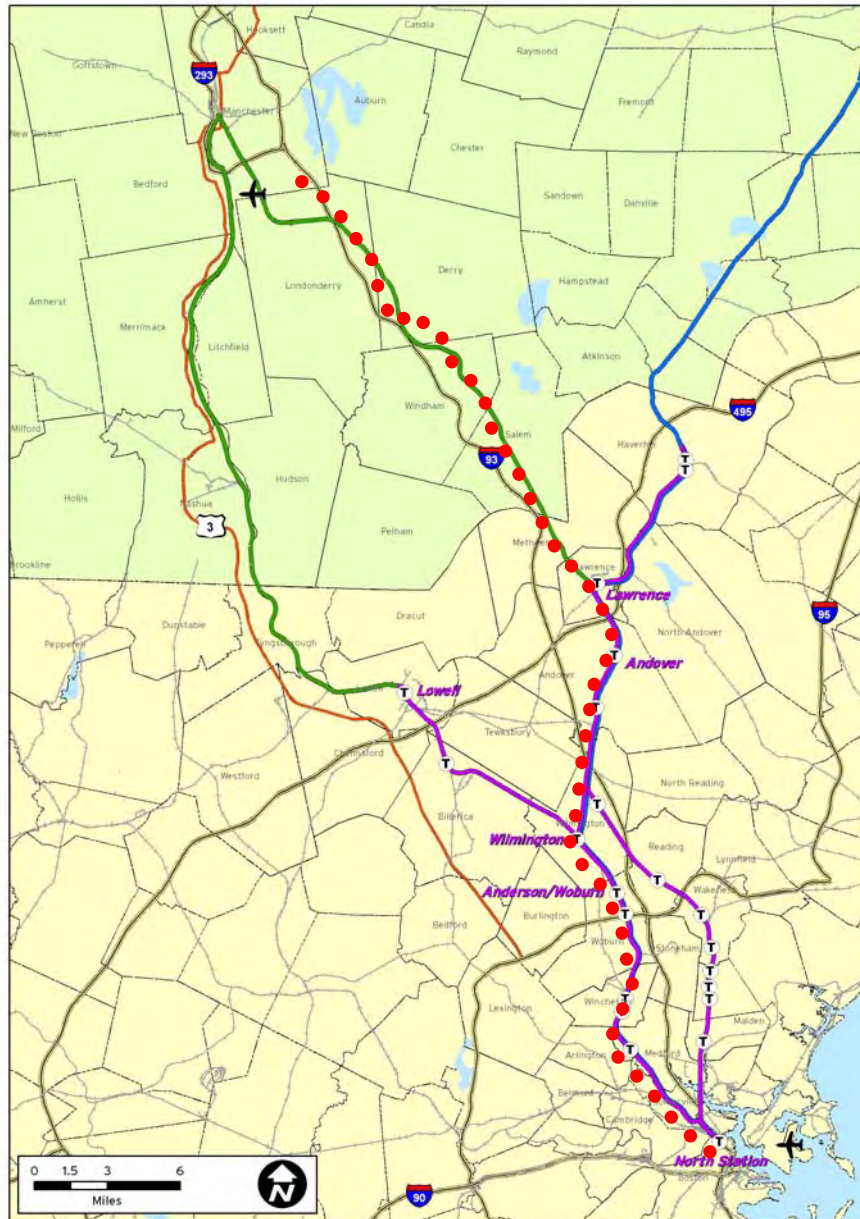 Hooksett
Candia
Raymond
Goffstown
293
Manchester
Auburn
Fremont
New Boston
Chester
Bedford
Sandown
Danville
Londonderry
Derry
Hampstead
Amherst
Merrimack
Litchfield
Atkinson
Windham
495
Salem
Haverhill
Milford
93
Hollis
Nashua
Hudson
3
T
T
Pelham
Methuen
Brookline
Lawrence
T
Lawrence
Dracut
95
Dunstable
North Andover
Pepperell
Tyngsborough
T
Andover
Andover
T
Lowell
T
Tewksbury
Chelmsford
T
Westford
North Reading
Billerica
T
Wilmington
T
Reading
Lynnfield
T
Wakefield
Anderson/Woburn
T
T
T
Burlington
Bedford
Woburn
Stoneham
T
T
T
T
Lexington
Winchester
T
Malden
T
T
Arlington
Medford
Belmont
Cambridge
T
North Station
Boston
0 1.5 3 6
Miles
N
90